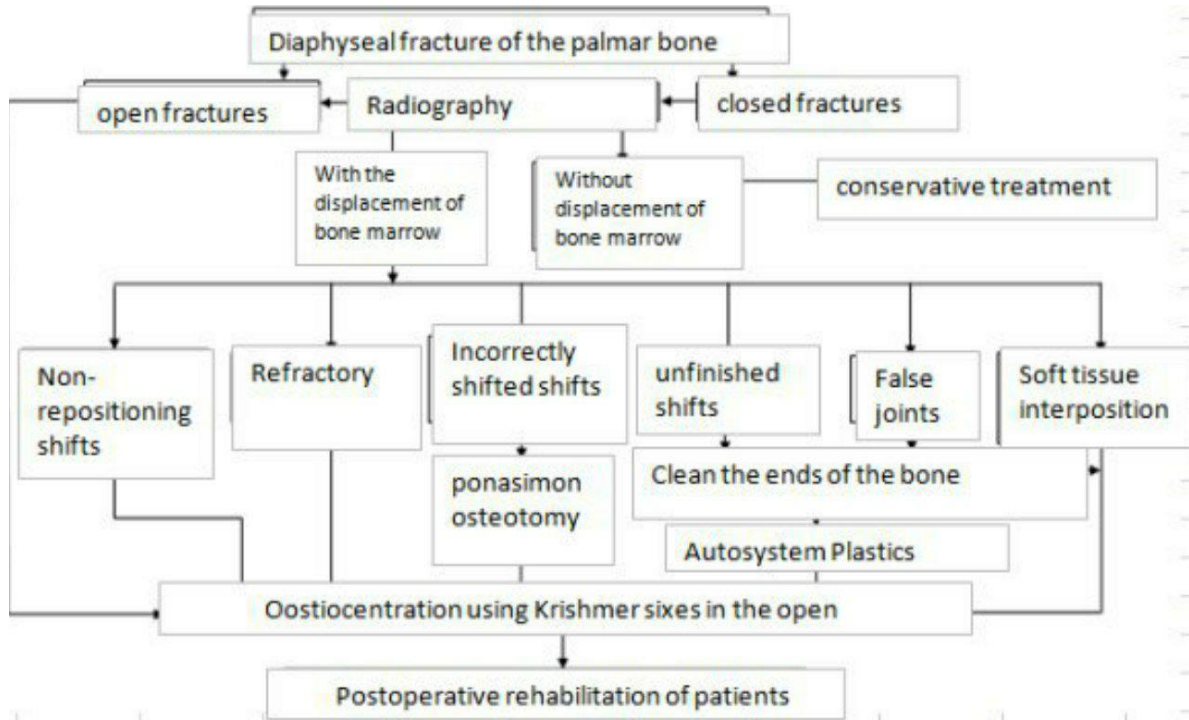 Diaphyseal fracture of the palmar bone
open fractures
Radiography
closed fractures
With the
displacement of
bone marrow
Without
displacement of
bone marrow
conservative treatment
Non-
repositioning
shifts
Refractory
Incorrectly
shifted shifts
unfinished
shifts
False
joints
Soft tissue
interposition
ponasimon
osteotomy
Clean the ends of the bone
Autosystem Plastics
Oostiocentration using Krishmer sixes in the open
Postoperative rehabilitation of patients